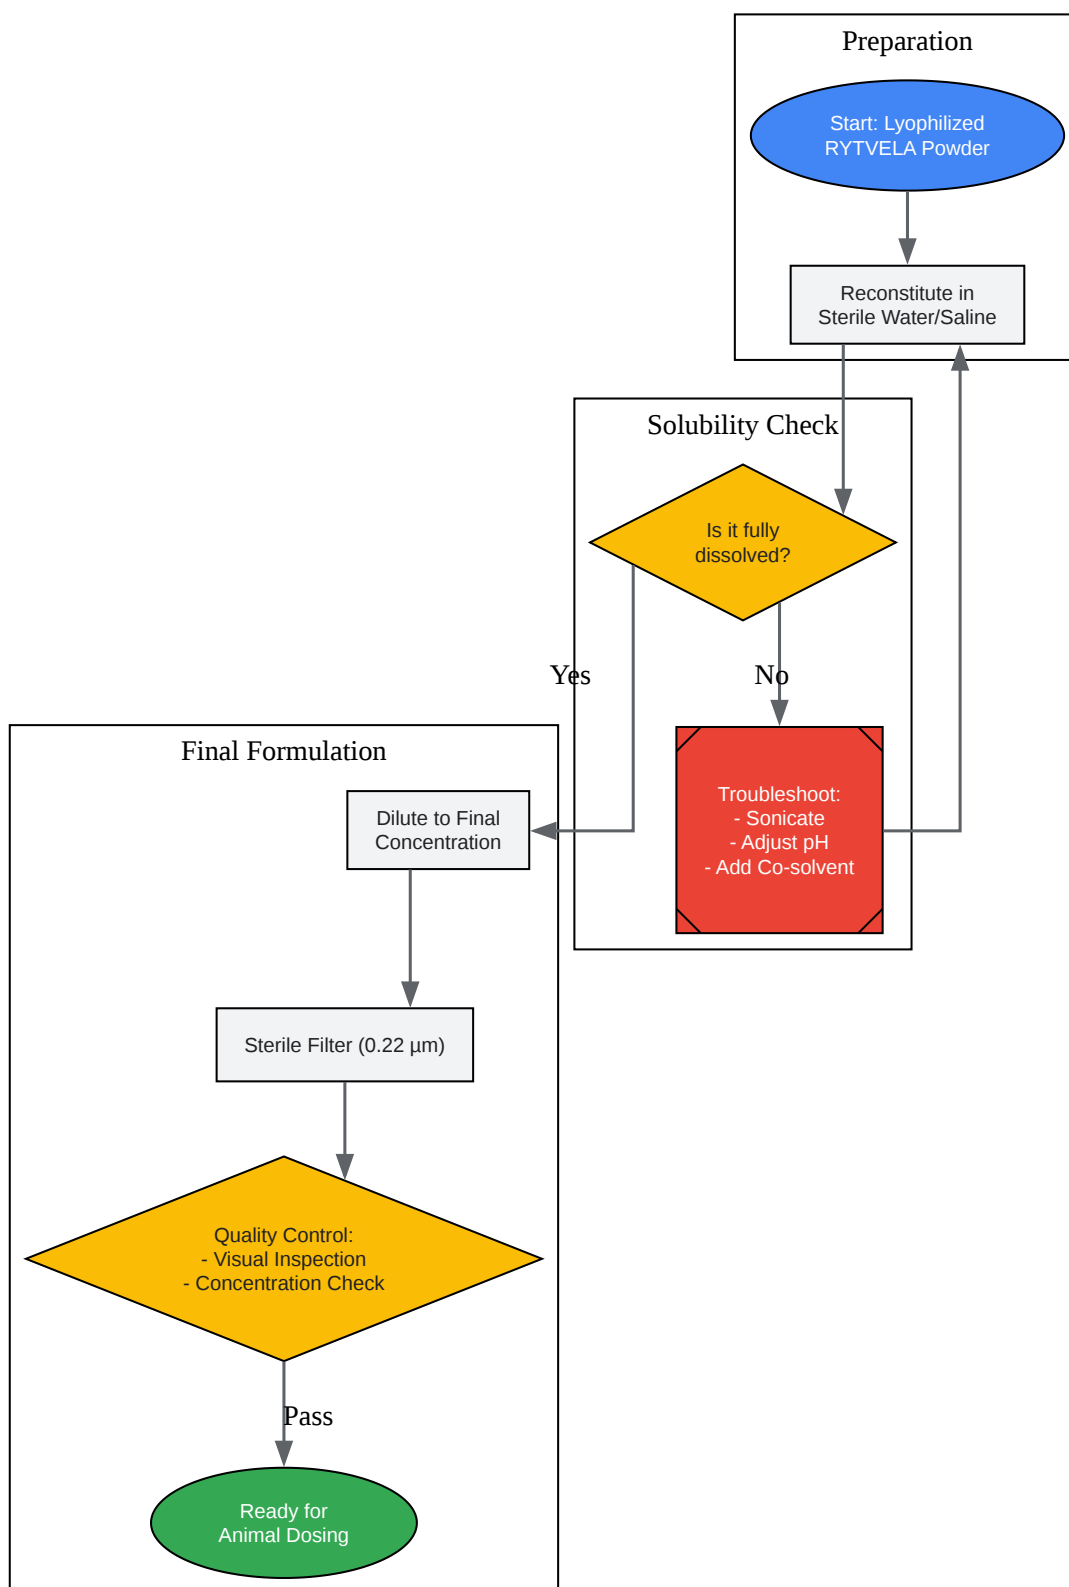 Preparation
Start: Lyophilized
RYTVELA Powder
Reconstitute in
Sterile Water/Saline
Solubility Check
Is it fully
dissolved?
Yes
No
Troubleshoot:
- Sonicate
- Adjust pH
- Add Co-solvent
Final Formulation
Dilute to Final
Concentration
Sterile Filter (0.22 µm)
Quality Control:
- Visual Inspection
- Concentration Check
Pass
Ready for
Animal Dosing